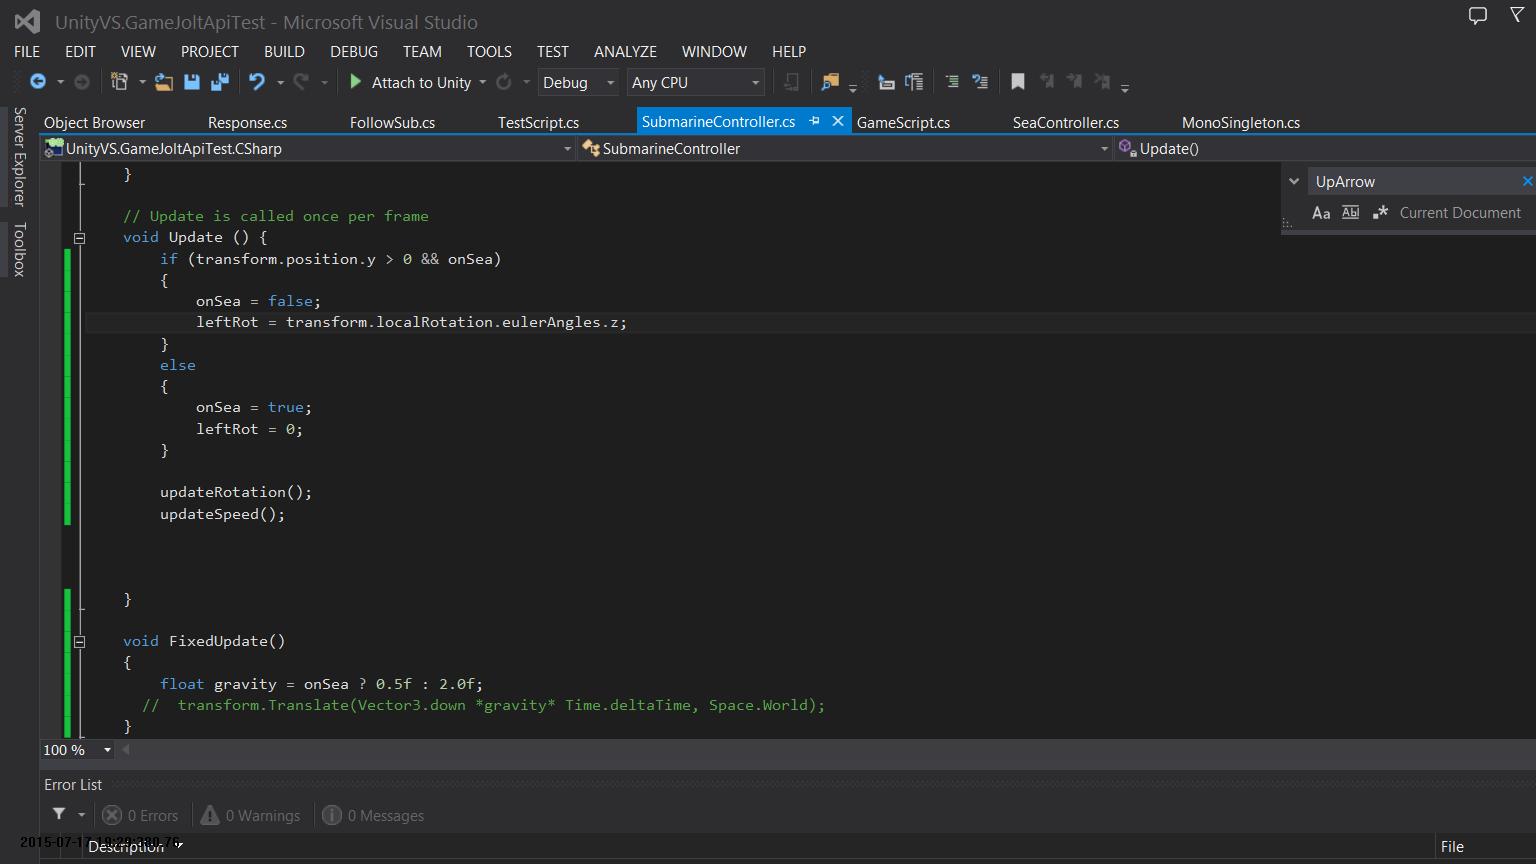 UnityVS.GameJoltApiTest - Microsoft Visual Studio
FILE EDIT VIEW PROJECT BUILD DEBUG TEAM TOOLS TEST ANALYZE WINDOW HELP
Attach to Unity Debug Any CPU
Server Explorer
Toolbox
Object Browser Response.cs FollowSub.cs TestScript.cs SubmarineController.cs GameScript.cs SeaController.cs MonoSingleton.cs
UnityVS.GameJoltApiTest.CSharp SubmarineController Update()
UpArrow
Aa Abl .* Current Document
}
// Update is called once per frame
void Update () {
if (transform.position.y > 0 && onSea)
{
onSea = false;
leftRot = transform.localRotation.eulerAngles.z;
}
else
{
onSea = true;
leftRot = 0;
}
updateRotation();
updateSpeed();
}
void FixedUpdate()
{
float gravity = onSea ? 0.5f : 2.0f;
// transform.Translate(Vector3.down *gravity* Time.deltaTime, Space.World);
}
100 %
Error List
0 Errors 0 Warnings 0 Messages
Description File